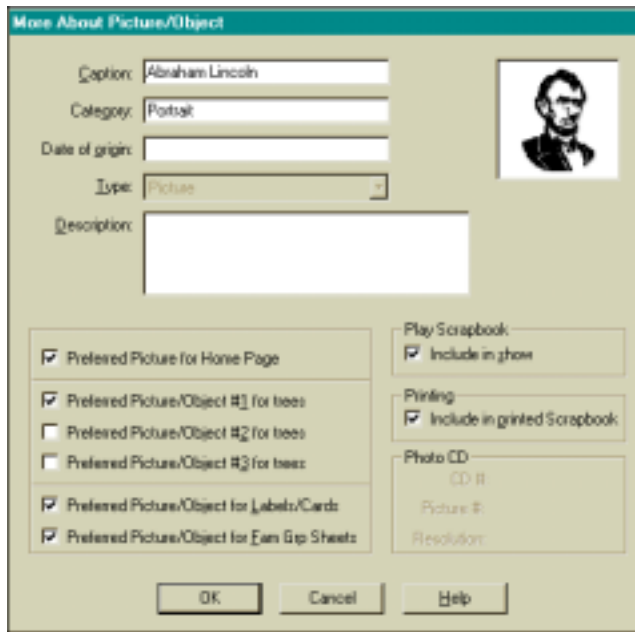 More About Picture/Object
Caption: Abraham Lincoln
Category: Portrait
Date of origin:
Type: Picture
Description:
Preferred Picture for Home Page
Preferred Picture/Object #1 for trees
Preferred Picture/Object #2 for trees
Preferred Picture/Object #3 for trees
Preferred Picture/Object for Labels/Cards
Preferred Picture/Object for Fam Grp Sheets
Play Scrapbook
Include in show
Printing
Include in printed Scrapbook
Photo CD
CD #:
Picture #:
Resolution:
OK Cancel Help